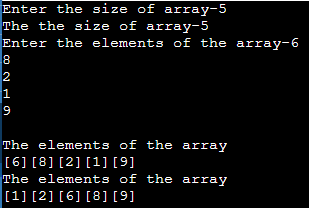 Enter the size of array-5
The the size of array-5
Enter the elements of the array-6
8
2
1
9
The elements of the array
[6][8][2][1][9]
The elements of the array
[1][2][6][8][9]